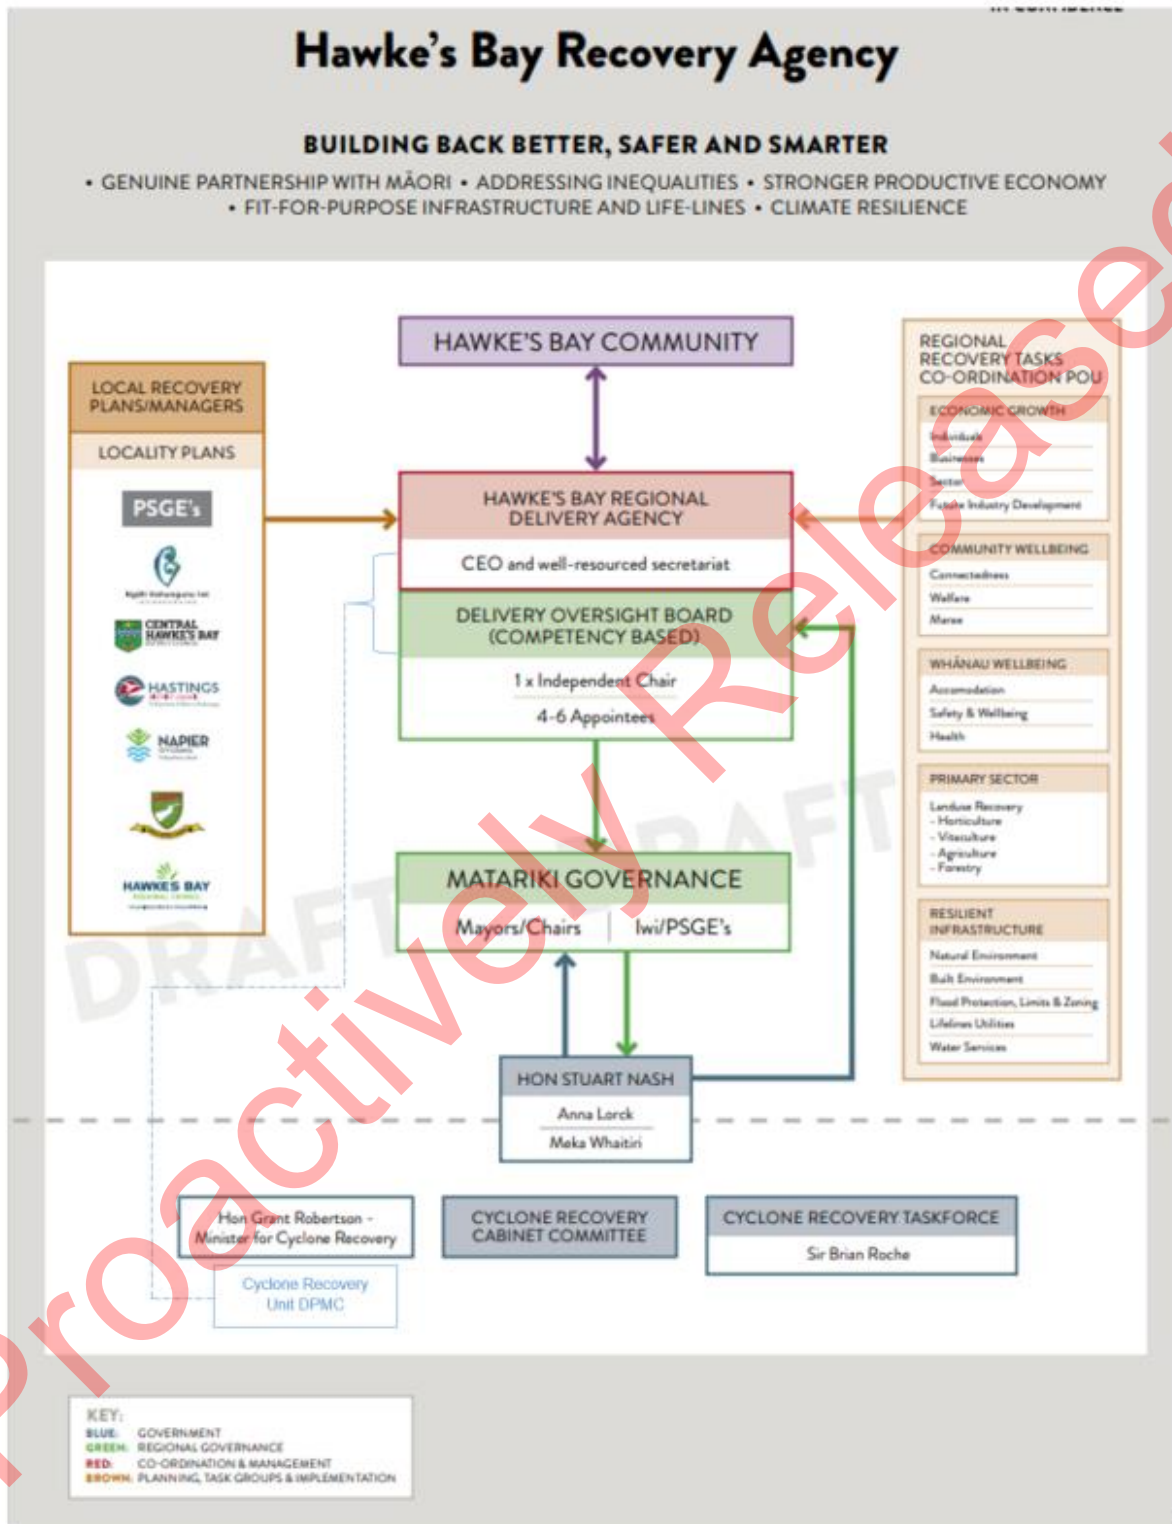 IN CONFIDENCE
Hawke's Bay Recovery Agency
BUILDING BACK BETTER, SAFER AND SMARTER
• GENUINE PARTNERSHIP WITH MĀORI • ADDRESSING INEQUALITIES • STRONGER PRODUCTIVE ECONOMY
• FIT-FOR-PURPOSE INFRASTRUCTURE AND LIFE-LINES • CLIMATE RESILIENCE
HAWKE'S BAY COMMUNITY
LOCAL RECOVERY
PLANS/MANAGERS
LOCALITY PLANS
PSGE's
CENTRAL
HAWKE'S BAY
HASTINGS
NAPIER
HAWKE'S BAY
HAWKE'S BAY REGIONAL
DELIVERY AGENCY
CEO and well-resourced secretariat
DELIVERY OVERSIGHT BOARD
(COMPETENCY BASED)
1 x Independent Chair
4-6 Appointees
MATARIKI GOVERNANCE
Mayors/Chairs
Iwi/PSGE's
HON STUART NASH
Anna Lorck
Meka Whaitiri
REGIONAL
RECOVERY TASKS
CO-ORDINATION POU
ECONOMIC GROWTH
Individuals
Businesses
Sector
Future Industry Development
COMMUNITY WELLBEING
Connectedness
Welfare
Marae
WHĀNAU WELLBEING
Accomodation
Safety & Wellbeing
Health
PRIMARY SECTOR
Landuse Recovery
- Horticulture
- Viteculture
- Agriculture
- Forestry
RESILIENT
INFRASTRUCTURE
Natural Environment
Built Environment
Flood Protection, Limits & Zoning
Lifelines Utilities
Water Services
Hon Grant Robertson -
Minister for Cyclone Recovery
Cyclone Recovery
Unit DPMC
CYCLONE RECOVERY
CABINET COMMITTEE
CYCLONE RECOVERY TASKFORCE
Sir Brian Roche
KEY:
BLUE: GOVERNMENT
GREEN: REGIONAL GOVERNANCE
RED: CO-ORDINATION & MANAGEMENT
BROWN: PLANNING, TASK GROUPS & IMPLEMENTATION
DRAFT DRAFT
Proactively Released